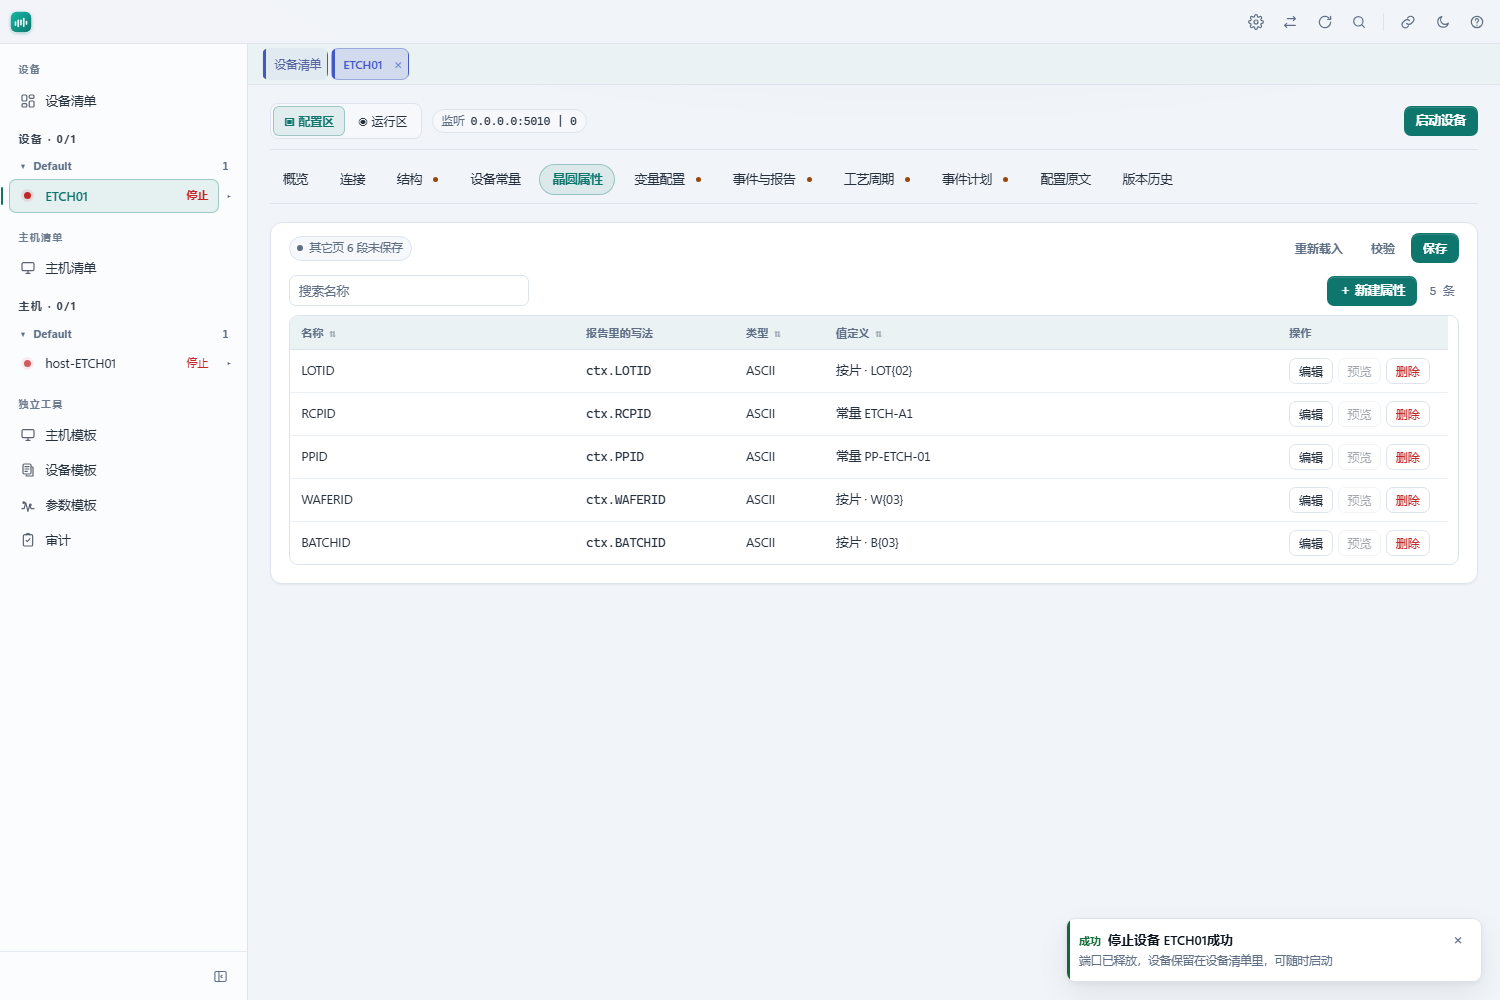 设备
设备清单
设备 · 0/1
Default 1
ETCH01 停止
主机清单
主机清单
主机 · 0/1
Default 1
host-ETCH01 停止
独立工具
主机模板
设备模板
参数模板
审计
设备清单 ETCH01 ×
配置区 运行区 监听 0.0.0.0:5010 | 0 启动设备
概览 连接 结构 设备常量 晶圆属性 变量配置 事件与报告 工艺周期 事件计划 配置原文 版本历史
其它页 6 段未保存 重新载入 校验 保存
搜索名称 + 新建属性 5 条
名称 报告里的写法 类型 值定义 操作
LOTID ctx.LOTID ASCII 按片 · LOT{02} 编辑 预览 删除
RCPID ctx.RCPID ASCII 常量 ETCH-A1 编辑 预览 删除
PPID ctx.PPID ASCII 常量 PP-ETCH-01 编辑 预览 删除
WAFERID ctx.WAFERID ASCII 按片 · W{03} 编辑 预览 删除
BATCHID ctx.BATCHID ASCII 按片 · B{03} 编辑 预览 删除
成功 停止设备 ETCH01成功 ×
端口已释放，设备保留在设备清单里，可随时启动